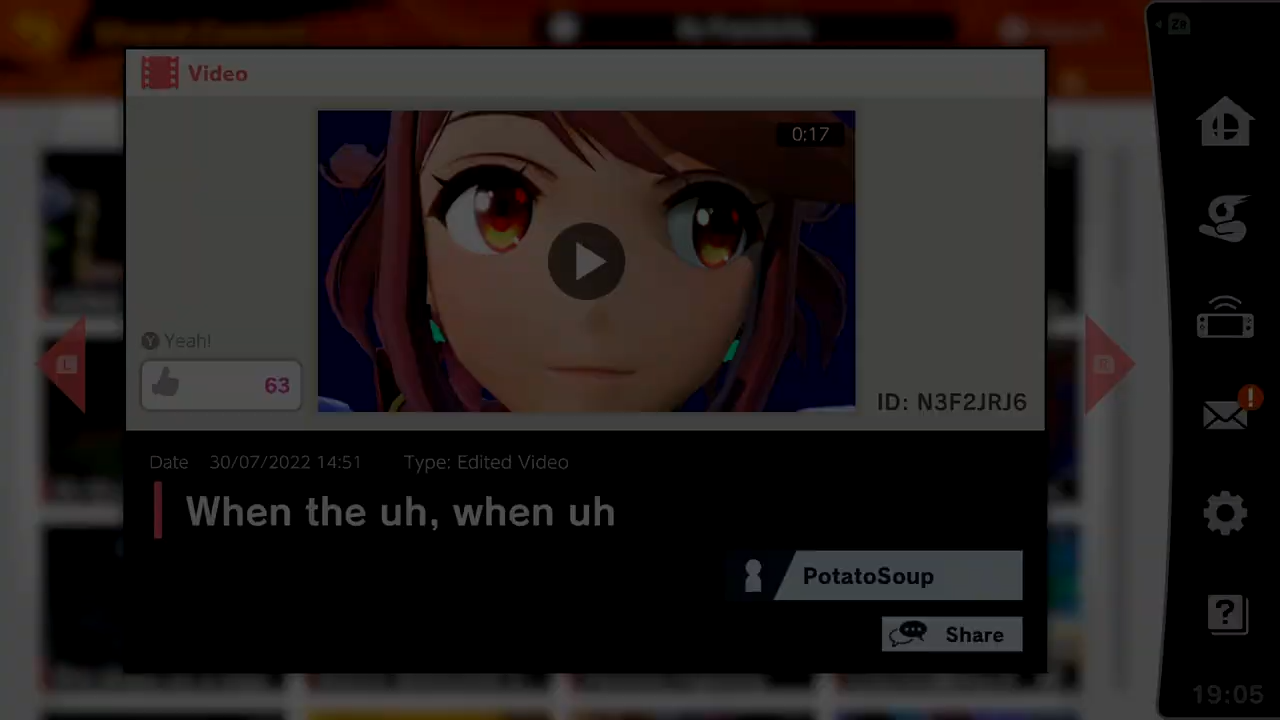 ZR
Video
0:17
L
R
Y Yeah!
63
ID: N3F2JRJ6
!
Date 30/07/2022 14:51 Type: Edited Video
When the uh, when uh
PotatoSoup
?
Share
19:05